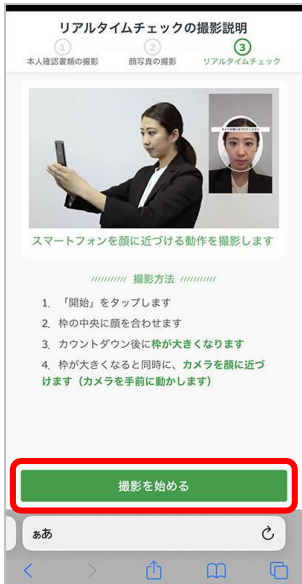 リアルタイムチェックの撮影説明
1 2 3
本人確認書類の撮影 顔写真の撮影 リアルタイムチェック
スマートフォンを顔に近づける動作を撮影します
撮影方法
1. 「開始」をタップします
2. 枠の中央に顔を合わせます
3. カウントダウン後に枠が大きくなります
4. 枠が大きくなると同時に、カメラを顔に近づ
けます（カメラを手前に動かします）
撮影を始める
ぁあ